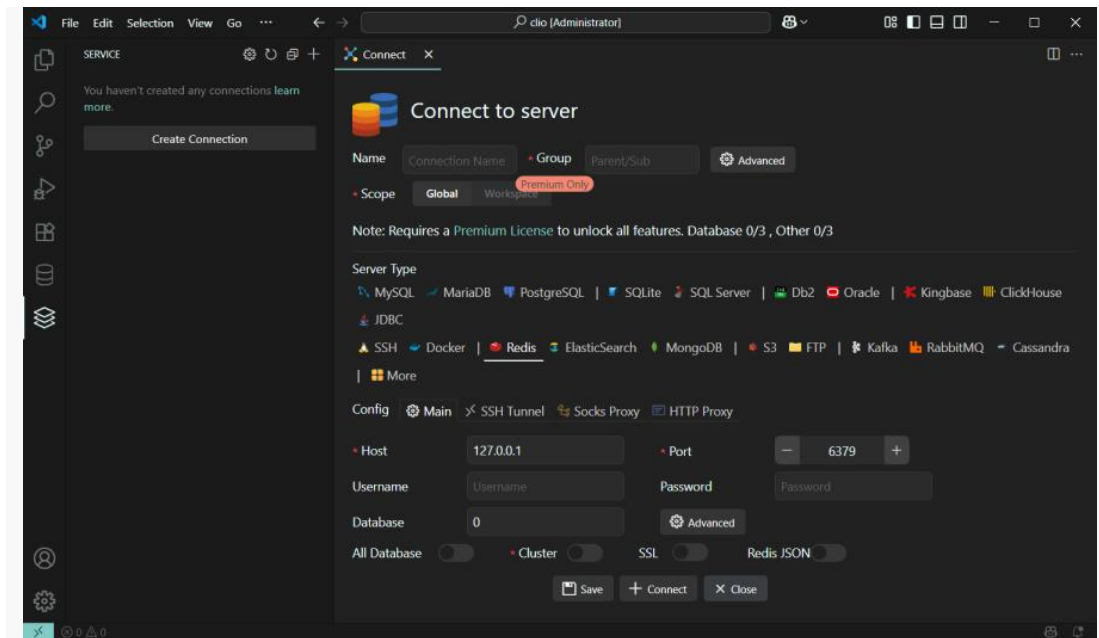 File Edit Selection View Go ··· clio [Administrator]
SERVICE
You haven't created any connections learn
more.
Create Connection
Connect
Connect to server
Name Connection Name * Group Parent/Sub Advanced
Premium Only
* Scope Global Workspace
Note: Requires a Premium License to unlock all features. Database 0/3 , Other 0/3
Server Type
MySQL MariaDB PostgreSQL | SQLite SQL Server | Db2 Oracle | Kingbase ClickHouse
JDBC
SSH Docker | Redis ElasticSearch MongoDB | S3 FTP | Kafka RabbitMQ Cassandra
| More
Config Main SSH Tunnel Socks Proxy HTTP Proxy
* Host 127.0.0.1 * Port 6379
Username Username Password Password
Database 0 Advanced
All Database * Cluster SSL Redis JSON
Save Connect Close
0 0